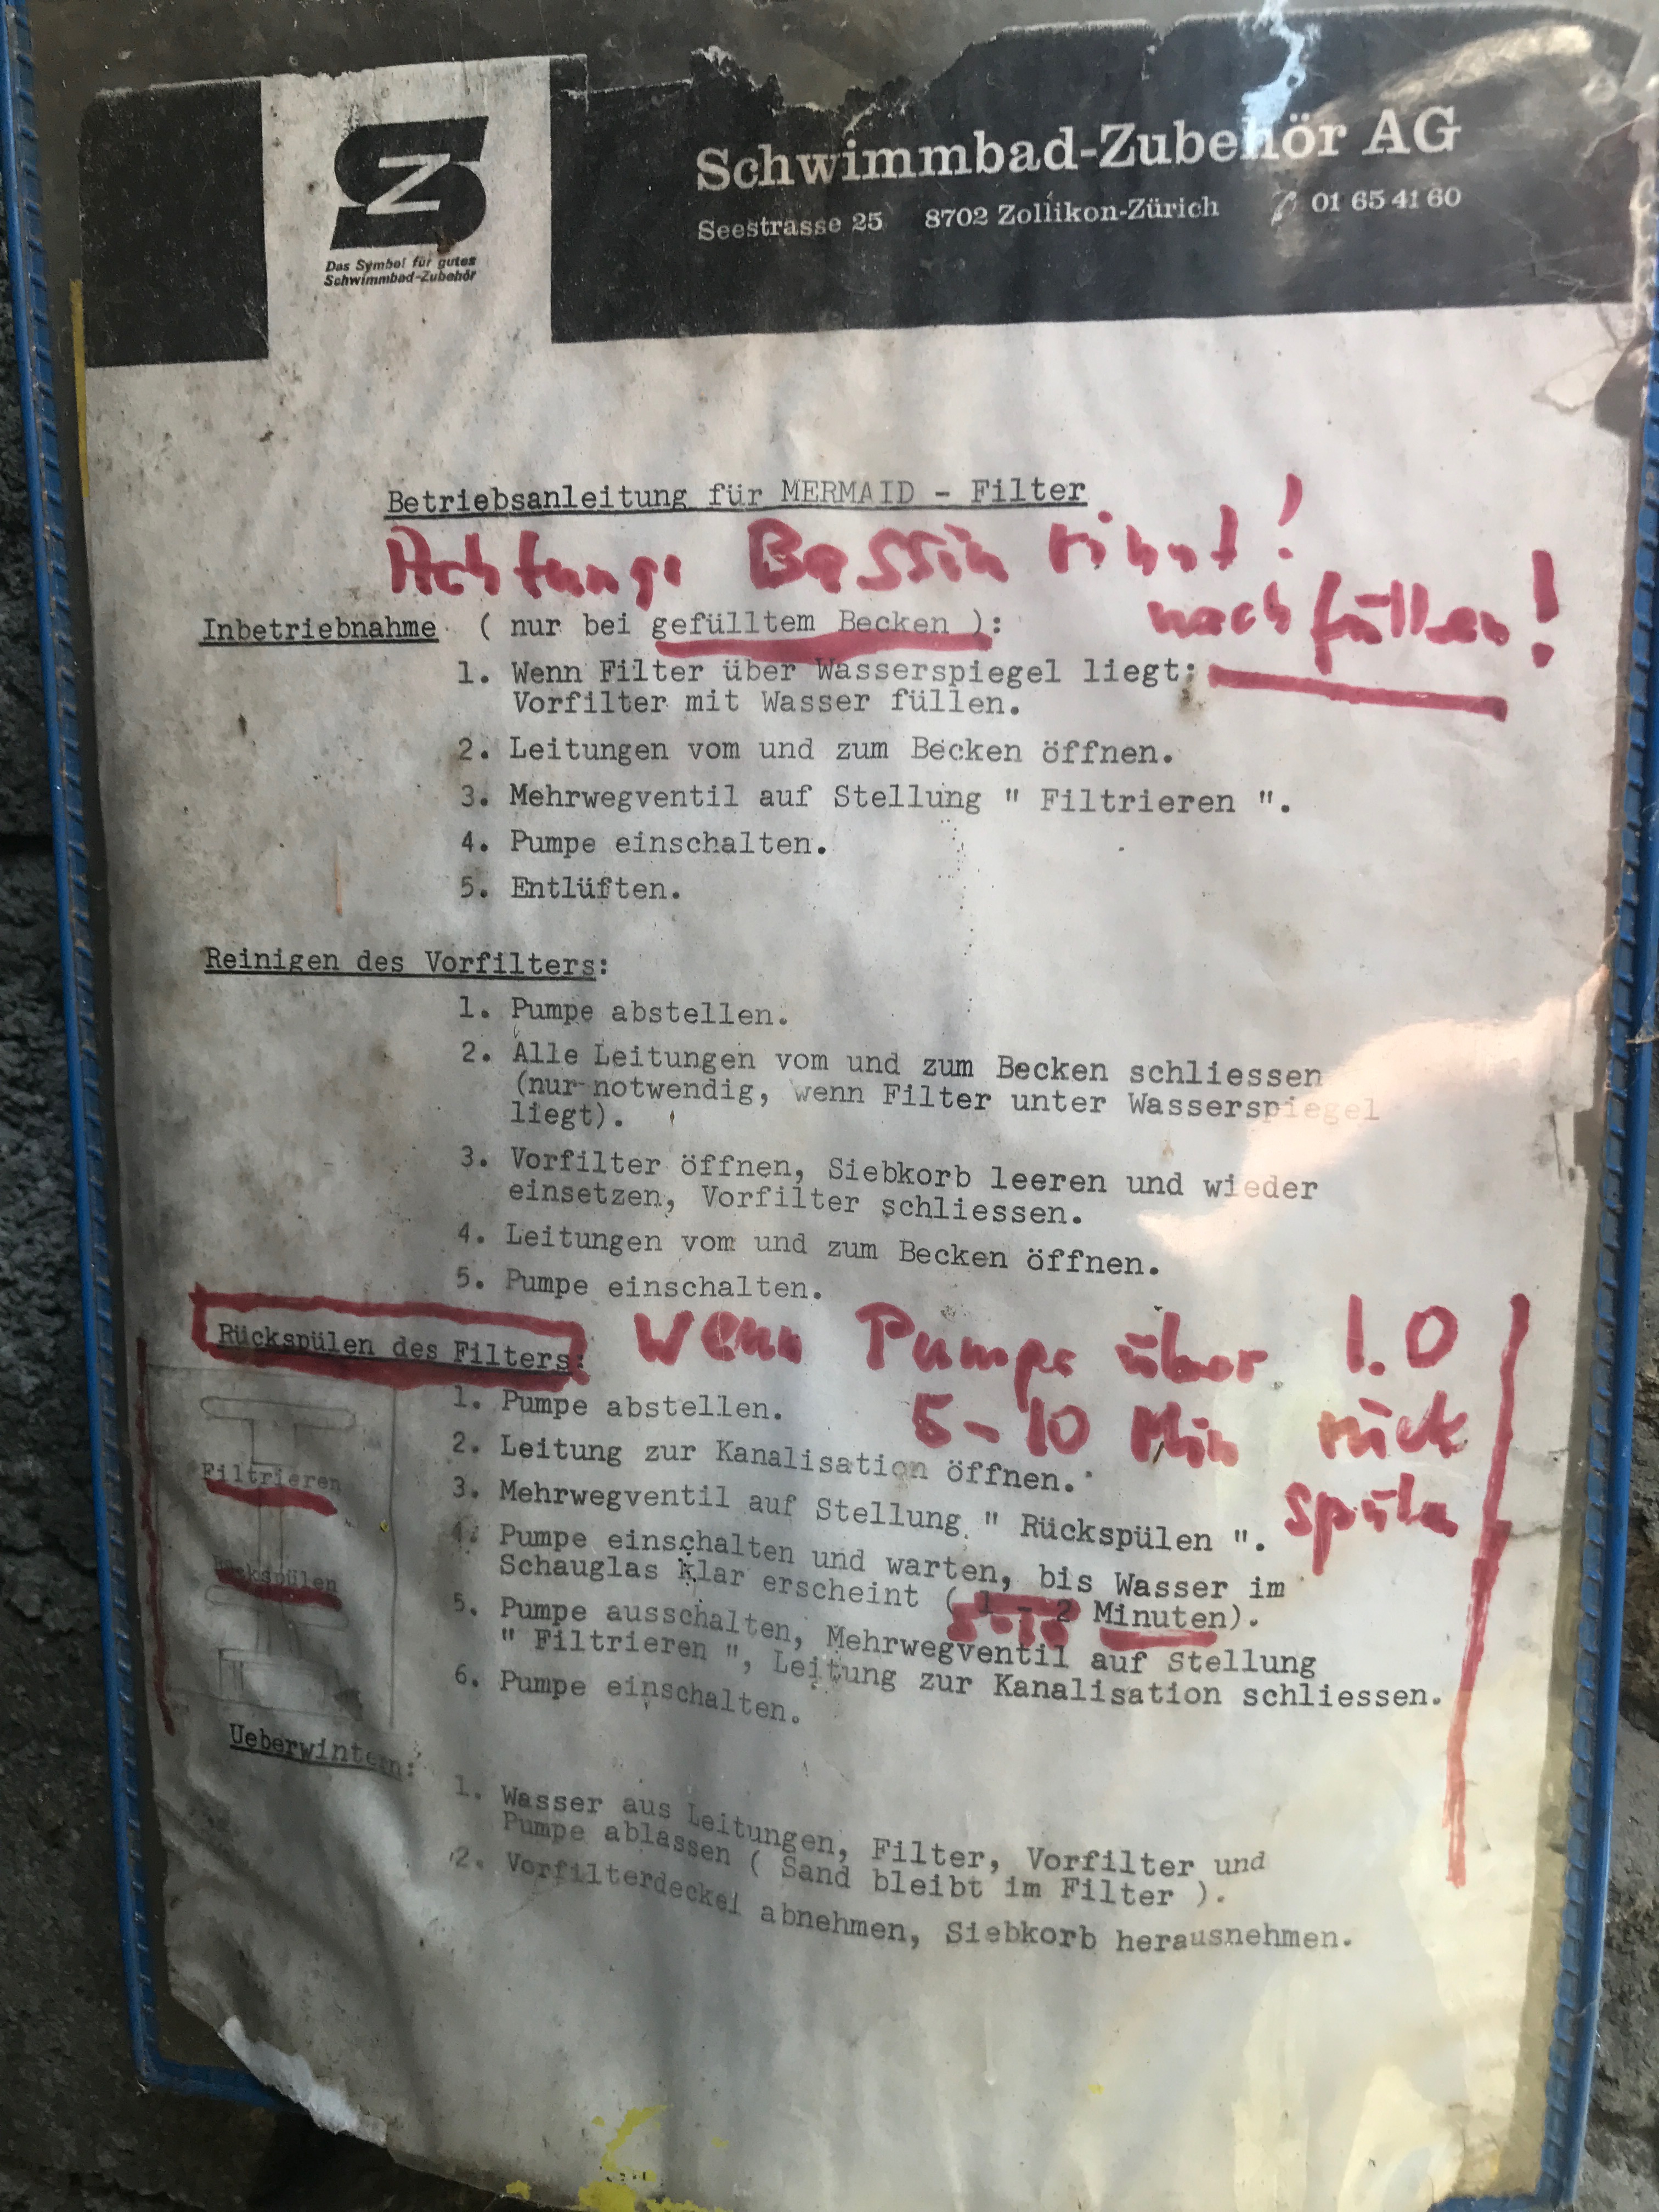 SZ
Das Symbol für gutes
Schwimmbad-Zubehör
Schwimmbad-Zubehör AG
Seestrasse 25 8702 Zollikon-Zürich 01 65 41 60
Betriebsanleitung für MERMAID - Filter
Achtung: Bassin rinnt!
nachfüllen!
Inbetriebnahme ( nur bei gefülltem Becken ):
1. Wenn Filter über Wasserspiegel liegt:
Vorfilter mit Wasser füllen.
2. Leitungen vom und zum Becken öffnen.
3. Mehrwegventil auf Stellung " Filtrieren ".
4. Pumpe einschalten.
5. Entlüften.
Reinigen des Vorfilters:
1. Pumpe abstellen.
2. Alle Leitungen vom und zum Becken schliessen
(nur notwendig, wenn Filter unter Wasserspiegel
liegt).
3. Vorfilter öffnen, Siebkorb leeren und wieder
einsetzen, Vorfilter schliessen.
4. Leitungen vom und zum Becken öffnen.
5. Pumpe einschalten.
Rückspülen des Filters:
Wenn Pumpe über 1.0
5-10 Min rück
spüln
1. Pumpe abstellen.
2. Leitung zur Kanalisation öffnen.
3. Mehrwegventil auf Stellung " Rückspülen ".
4. Pumpe einschalten und warten, bis Wasser im
Schauglas klar erscheint ( 1 - 2 Minuten).
5-10
5. Pumpe ausschalten, Mehrwegventil auf Stellung
" Filtrieren ", Leitung zur Kanalisation schliessen.
6. Pumpe einschalten.
Filtrieren
Rückspülen
Ueberwintern:
1. Wasser aus Leitungen, Filter, Vorfilter und
Pumpe ablassen ( Sand bleibt im Filter ).
2. Vorfilterdeckel abnehmen, Siebkorb herausnehmen.